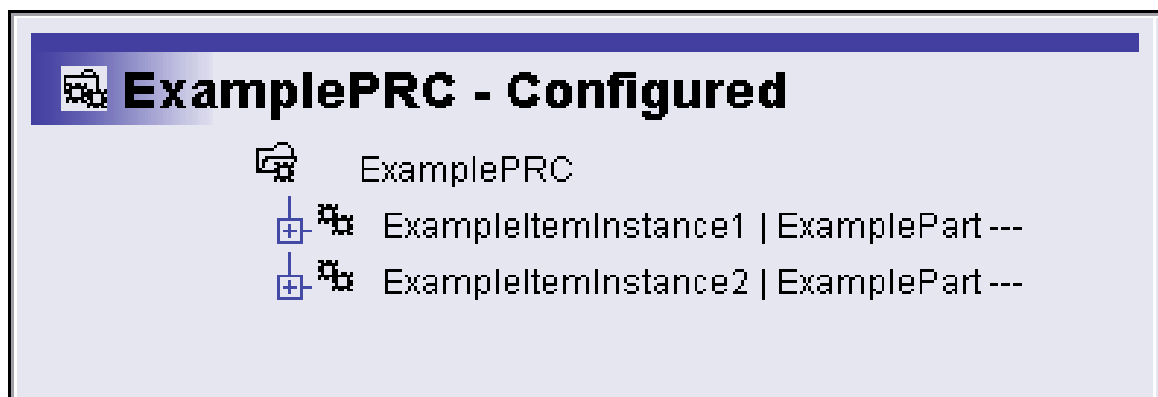 ExamplePRC - Configured
ExamplePRC
ExampleItemInstance1 | ExamplePart ---
ExampleItemInstance2 | ExamplePart ---